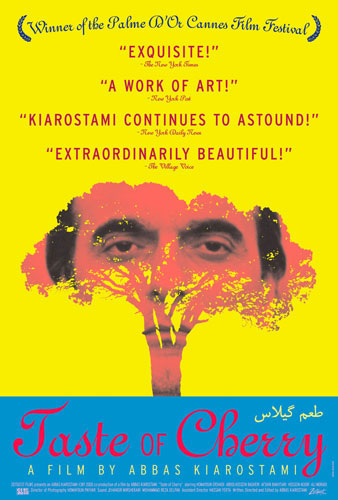 Winner of the Palme D'Or Cannes Film Festival
"EXQUISITE!"
- The New York Times
"A WORK OF ART!"
- New York Post
"KIAROSTAMI CONTINUES TO ASTOUND!"
- New York Daily News
"EXTRAORDINARILY BEAUTIFUL!"
- The Village Voice
طعم گیلاس
Taste of Cherry
A FILM BY ABBAS KIAROSTAMI